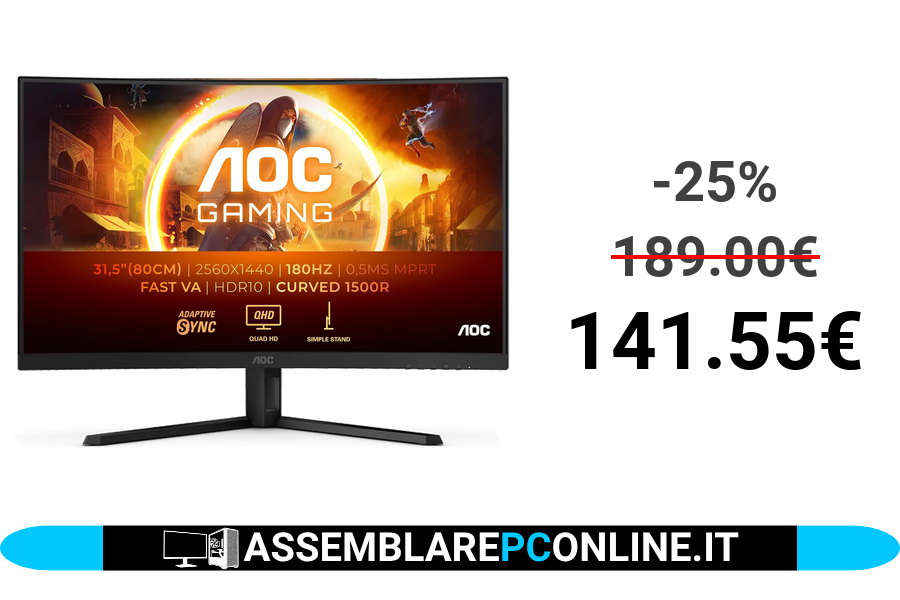 AOC
GAMING
31,5"(80CM) | 2560X1440 | 180HZ | 0,5MS MPRT
FAST VA | HDR10 | CURVED 1500R
ADAPTIVE
SYNC
QHD
QUAD HD
SIMPLE STAND
AOC
AOC
-25%
189.00€
141.55€
ASSEMBLAREPCONLINE.IT